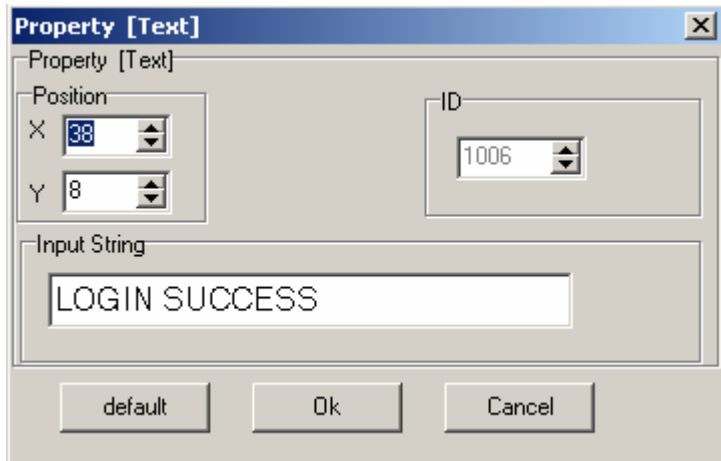 Property [Text]
Property [Text]
Position
ID
X 38
1006
Y 8
Input String
LOGIN SUCCESS
default Ok Cancel